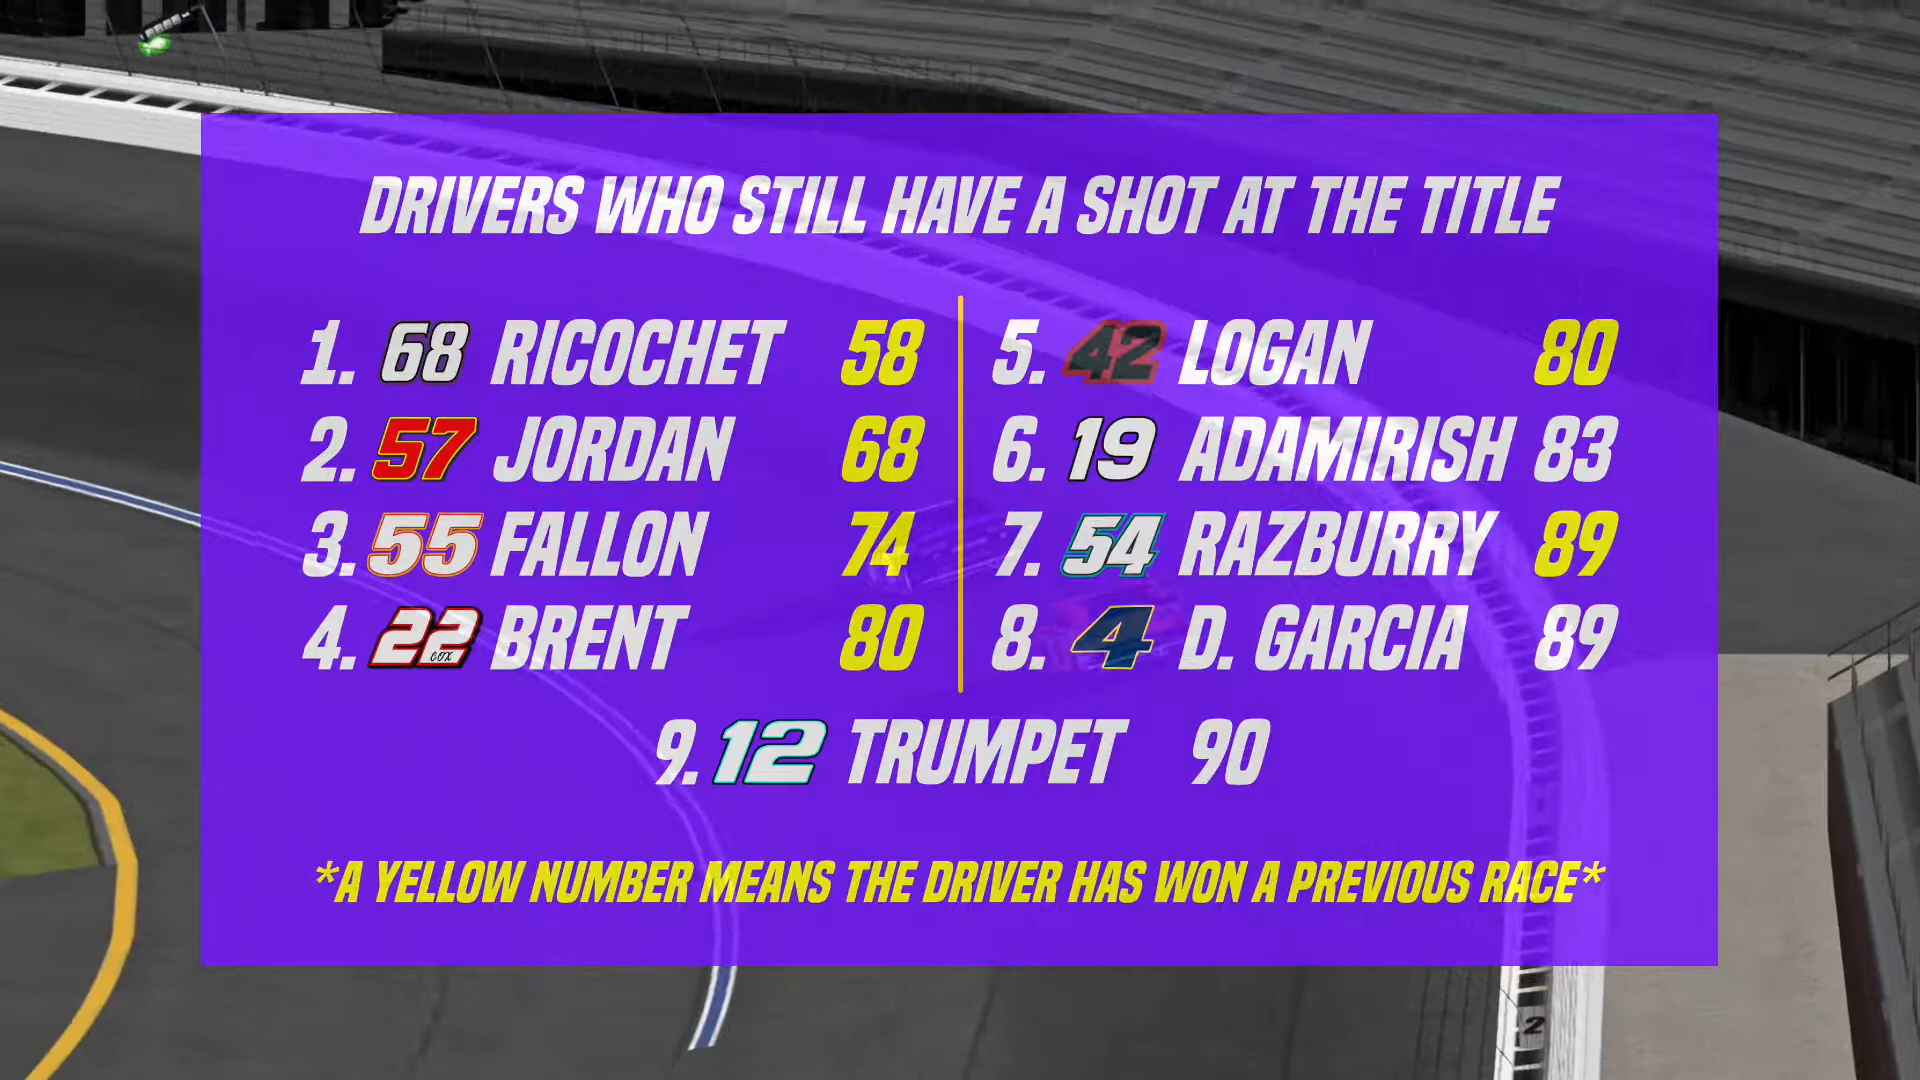 DRIVERS WHO STILL HAVE A SHOT AT THE TITLE
1. 68 RICOCHET 58
2. 57 JORDAN 68
3. 55 FALLON 74
4. 22 cox BRENT 80
5. 42 LOGAN 80
6. 19 ADAMIRISH 83
7. 54 RAZBURRY 89
8. 4 D. GARCIA 89
9. 12 TRUMPET 90
*A YELLOW NUMBER MEANS THE DRIVER HAS WON A PREVIOUS RACE*
2